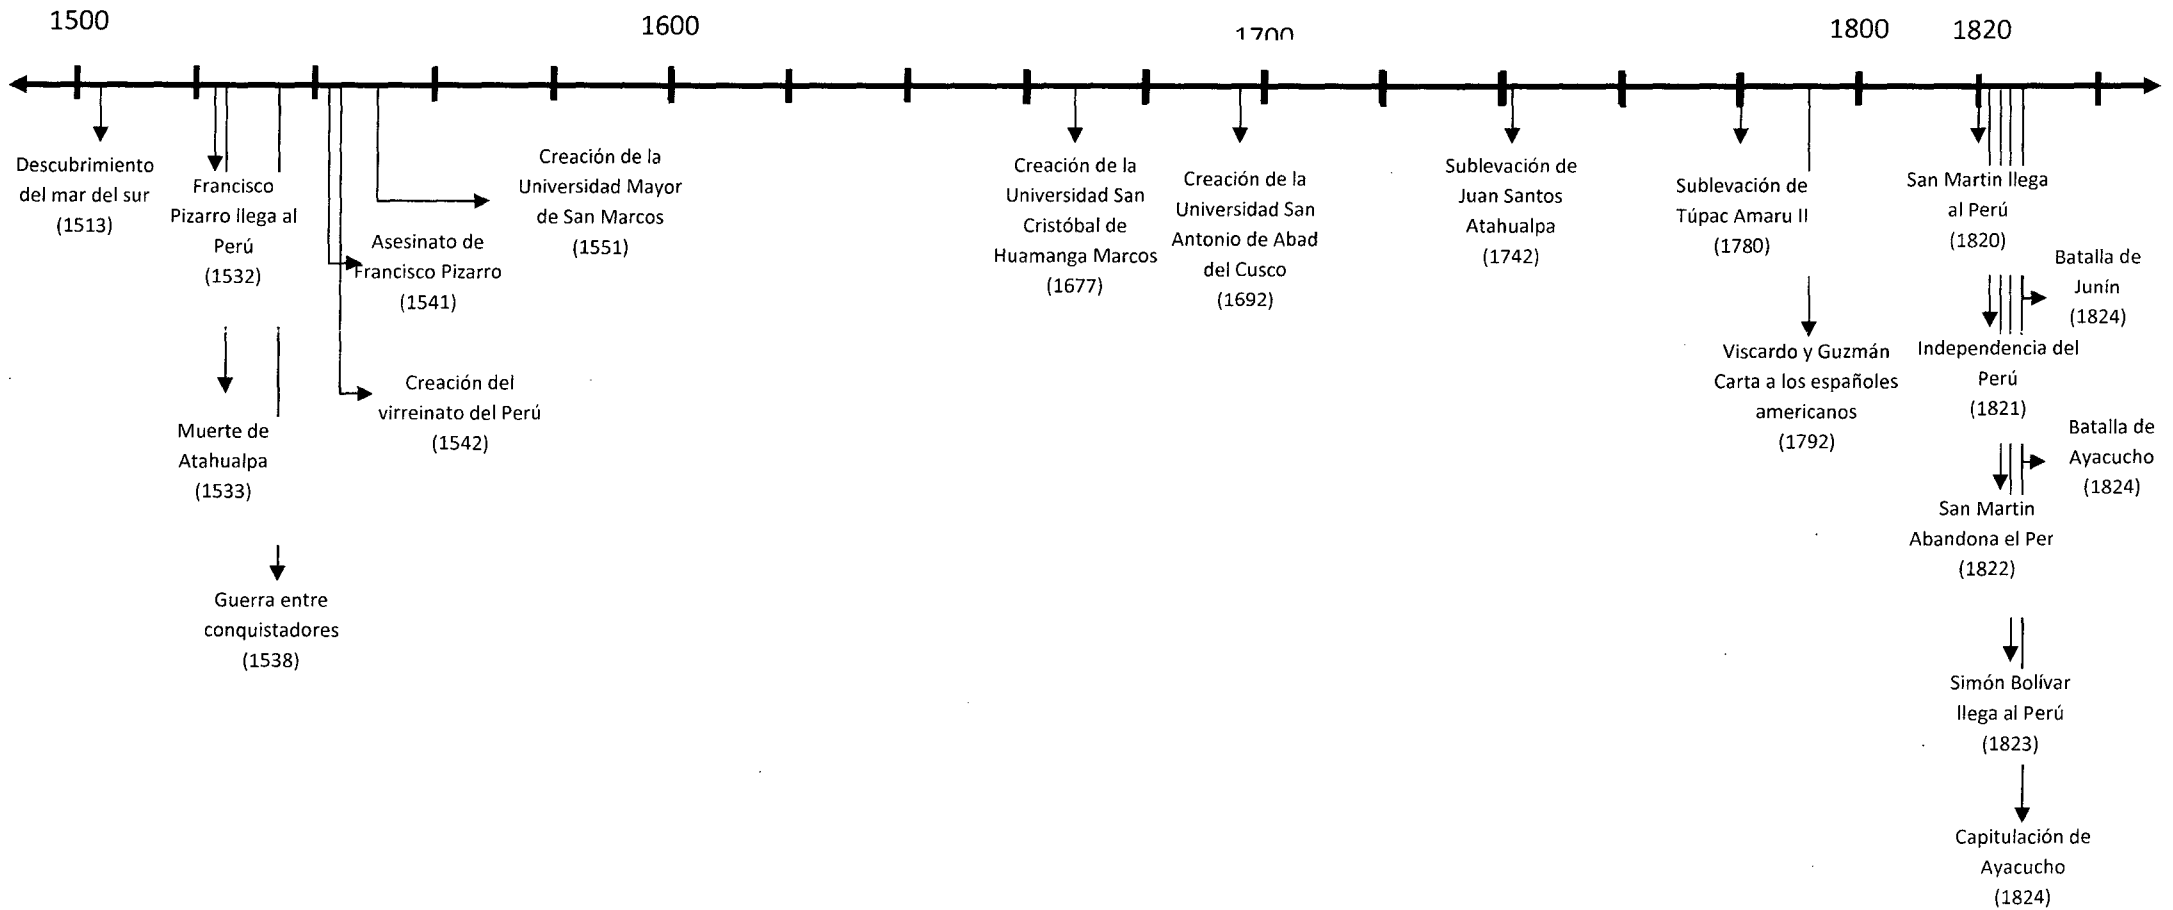 1500
1600
1700
1800
1820
Descubrimiento
del mar del sur
(1513)
Francisco
Pizarro llega al
Perú
(1532)
Muerte de
Atahualpa
(1533)
Guerra entre
conquistadores
(1538)
Asesinato de
Francisco Pizarro
(1541)
Creación del
virreinato del Perú
(1542)
Creación de la
Universidad Mayor
de San Marcos
(1551)
Creación de la
Universidad San
Cristóbal de
Huamanga Marcos
(1677)
Creación de la
Universidad San
Antonio de Abad
del Cusco
(1692)
Sublevación de
Juan Santos
Atahualpa
(1742)
Sublevación de
Túpac Amaru II
(1780)
Viscardo y Guzmán
Carta a los españoles
americanos
(1792)
San Martin llega
al Perú
(1820)
Independencia del
Perú
(1821)
San Martin
Abandona el Per
(1822)
Simón Bolívar
llega al Perú
(1823)
Batalla de
Junín
(1824)
Batalla de
Ayacucho
(1824)
Capitulación de
Ayacucho
(1824)